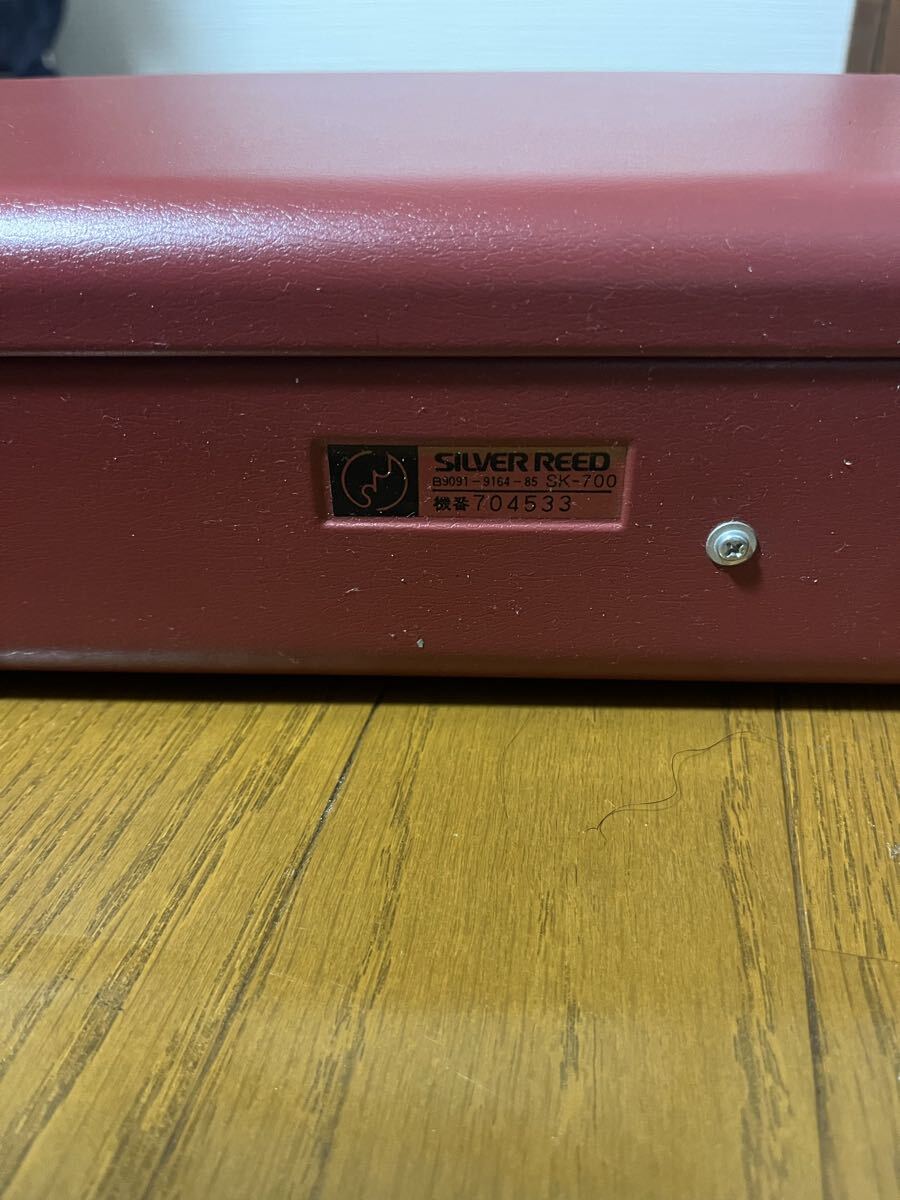 SILVER REED
B9091-9164-85 SK-700
機番704533